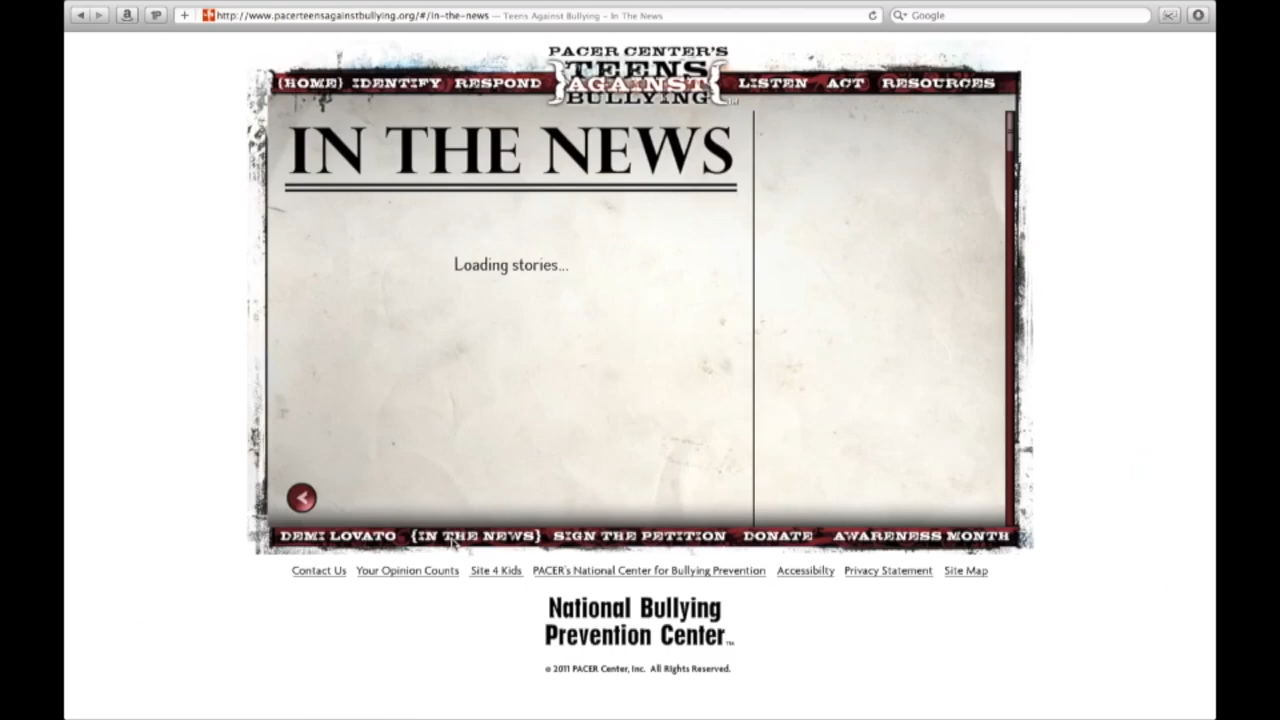 http://www.pacerteensagainstbullying.org/#/in-the-news — Teens Against Bullying - In The News
Google
PACER CENTER'S
TEENS
AGAINST
BULLYING
{HOME} IDENTIFY RESPOND
LISTEN ACT RESOURCES
IN THE NEWS
Loading stories...
DEMI LOVATO {IN THE NEWS} SIGN THE PETITION DONATE AWARENESS MONTH
Contact Us Your Opinion Counts Site 4 Kids PACER's National Center for Bullying Prevention Accessibilty Privacy Statement Site Map
National Bullying
Prevention Center™
© 2011 PACER Center, Inc. All Rights Reserved.